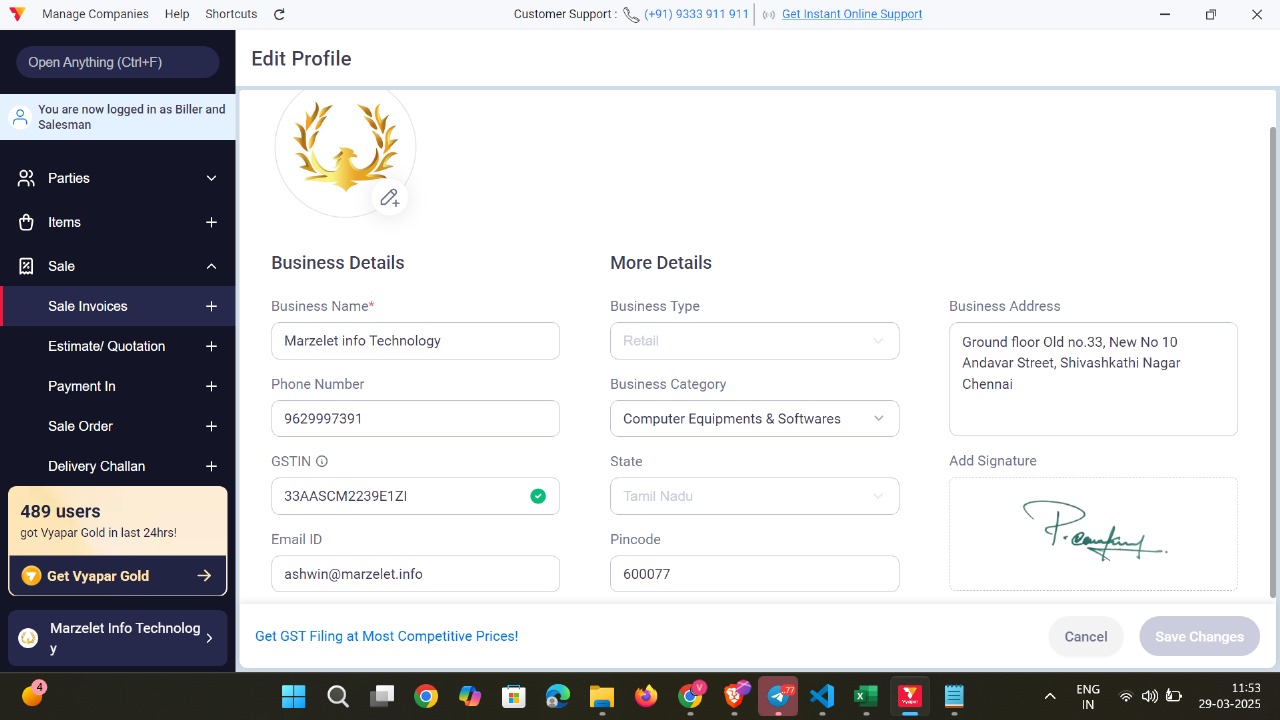 Manage Companies Help Shortcuts Customer Support : (+91) 9333 911 911 Get Instant Online Support
Open Anything (Ctrl+F)
You are now logged in as Biller and
Salesman
Parties
Items
Sale
Sale Invoices
Estimate/ Quotation
Payment In
Sale Order
Delivery Challan
489 users
got Vyapar Gold in last 24hrs!
Get Vyapar Gold
Marzelet Info Technolog
y
Edit Profile
Business Details
Business Name*
Marzelet info Technology
Phone Number
9629997391
GSTIN
33AASCM2239E1ZI
Email ID
ashwin@marzelet.info
More Details
Business Type
Retail
Business Category
Computer Equipments & Softwares
State
Tamil Nadu
Pincode
600077
Business Address
Ground floor Old no.33, New No 10
Andavar Street, Shivashkathi Nagar
Chennai
Add Signature
Get GST Filing at Most Competitive Prices!
Cancel
Save Changes
4
V
77
Vyapar
ENG
IN
11:53
29-03-2025